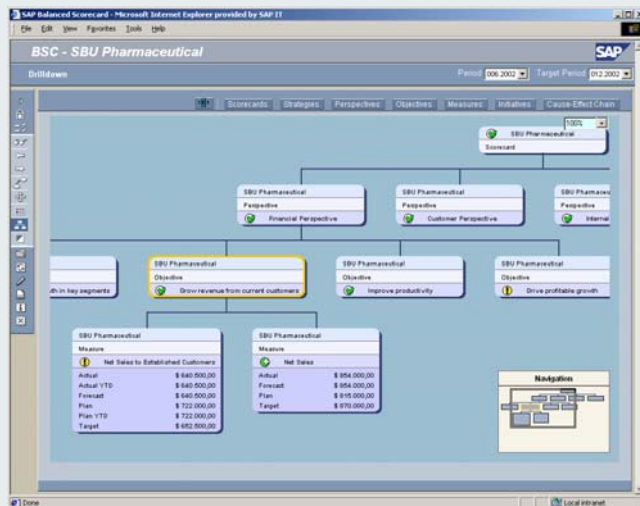 SAP Balanced Scorecard - Microsoft Internet Explorer provided by SAP IT
File Edit View Favorites Tools Help
BSC - SBU Pharmaceutical
SAP
Drilldown
Period 006.2002 Target Period 012.2002
Scorecards Strategies Perspectives Objectives Measures Initiatives Cause-Effect Chain
100%
SBU Pharmaceutical
Scorecard
SBU Pharmaceutical
Perspective
Financial Perspective
SBU Pharmaceutical
Perspective
Customer Perspective
SBU Pharmaceutical
Perspective
Internal
th in key segments
SBU Pharmaceutical
Objective
Grow revenue from current customers
SBU Pharmaceutical
Objective
Improve productivity
SBU Pharmaceutical
Objective
Drive profitable growth
SBU Pharmaceutical
Measure
Net Sales to Established Customers
Actual $ 640.500,00
Actual YTD $ 640.500,00
Forecast $ 640.500,00
Plan $ 722.000,00
Plan YTD $ 722.000,00
Target $ 652.500,00
SBU Pharmaceutical
Measure
Net Sales
Actual $ 854.000,00
Forecast $ 854.000,00
Plan $ 815.000,00
Target $ 870.000,00
Navigation
Done
Local intranet